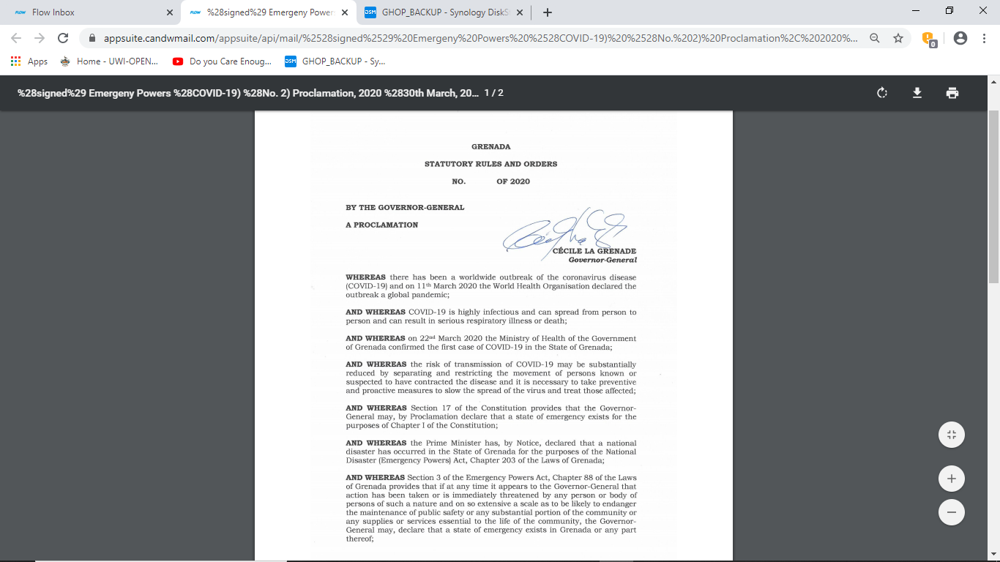 Flow Inbox
%28signed%29 Emergeny Power
GHOP_BACKUP - Synology DiskS
appsuite.candwmail.com/appsuite/api/mail/%2528signed%2529%20Emergeny%20Powers%20%2528COVID-19)%20%2528No.%202)%20Proclamation%2C%202020%...
0
Apps
Home - UWI-OPEN...
Do you Care Enoug...
DSM
GHOP_BACKUP - Sy...
%28signed%29 Emergeny Powers %28COVID-19) %28No. 2) Proclamation, 2020 %2830th March, 20... 1 / 2
GRENADA
STATUTORY RULES AND ORDERS
NO. OF 2020
BY THE GOVERNOR-GENERAL
A PROCLAMATION
CÉCILE LA GRENADE
Governor-General
WHEREAS there has been a worldwide outbreak of the coronavirus disease
(COVID-19) and on 11th March 2020 the World Health Organisation declared the
outbreak a global pandemic;
AND WHEREAS COVID-19 is highly infectious and can spread from person to
person and can result in serious respiratory illness or death;
AND WHEREAS on 22nd March 2020 the Ministry of Health of the Government
of Grenada confirmed the first case of COVID-19 in the State of Grenada;
AND WHEREAS the risk of transmission of COVID-19 may be substantially
reduced by separating and restricting the movement of persons known or
suspected to have contracted the disease and it is necessary to take preventive
and proactive measures to slow the spread of the virus and treat those affected;
AND WHEREAS Section 17 of the Constitution provides that the Governor-
General may, by Proclamation declare that a state of emergency exists for the
purposes of Chapter I of the Constitution;
AND WHEREAS the Prime Minister has, by Notice, declared that a national
disaster has occurred in the State of Grenada for the purposes of the National
Disaster (Emergency Powers) Act, Chapter 203 of the Laws of Grenada;
AND WHEREAS Section 3 of the Emergency Powers Act, Chapter 88 of the Laws
of Grenada provides that if at any time it appears to the Governor-General that
action has been taken or is immediately threatened by any person or body of
persons of such a nature and on so extensive a scale as to be likely to endanger
the maintenance of public safety or any substantial portion of the community or
any supplies or services essential to the life of the community, the Governor-
General may, declare that a state of emergency exists in Grenada or any part
thereof;